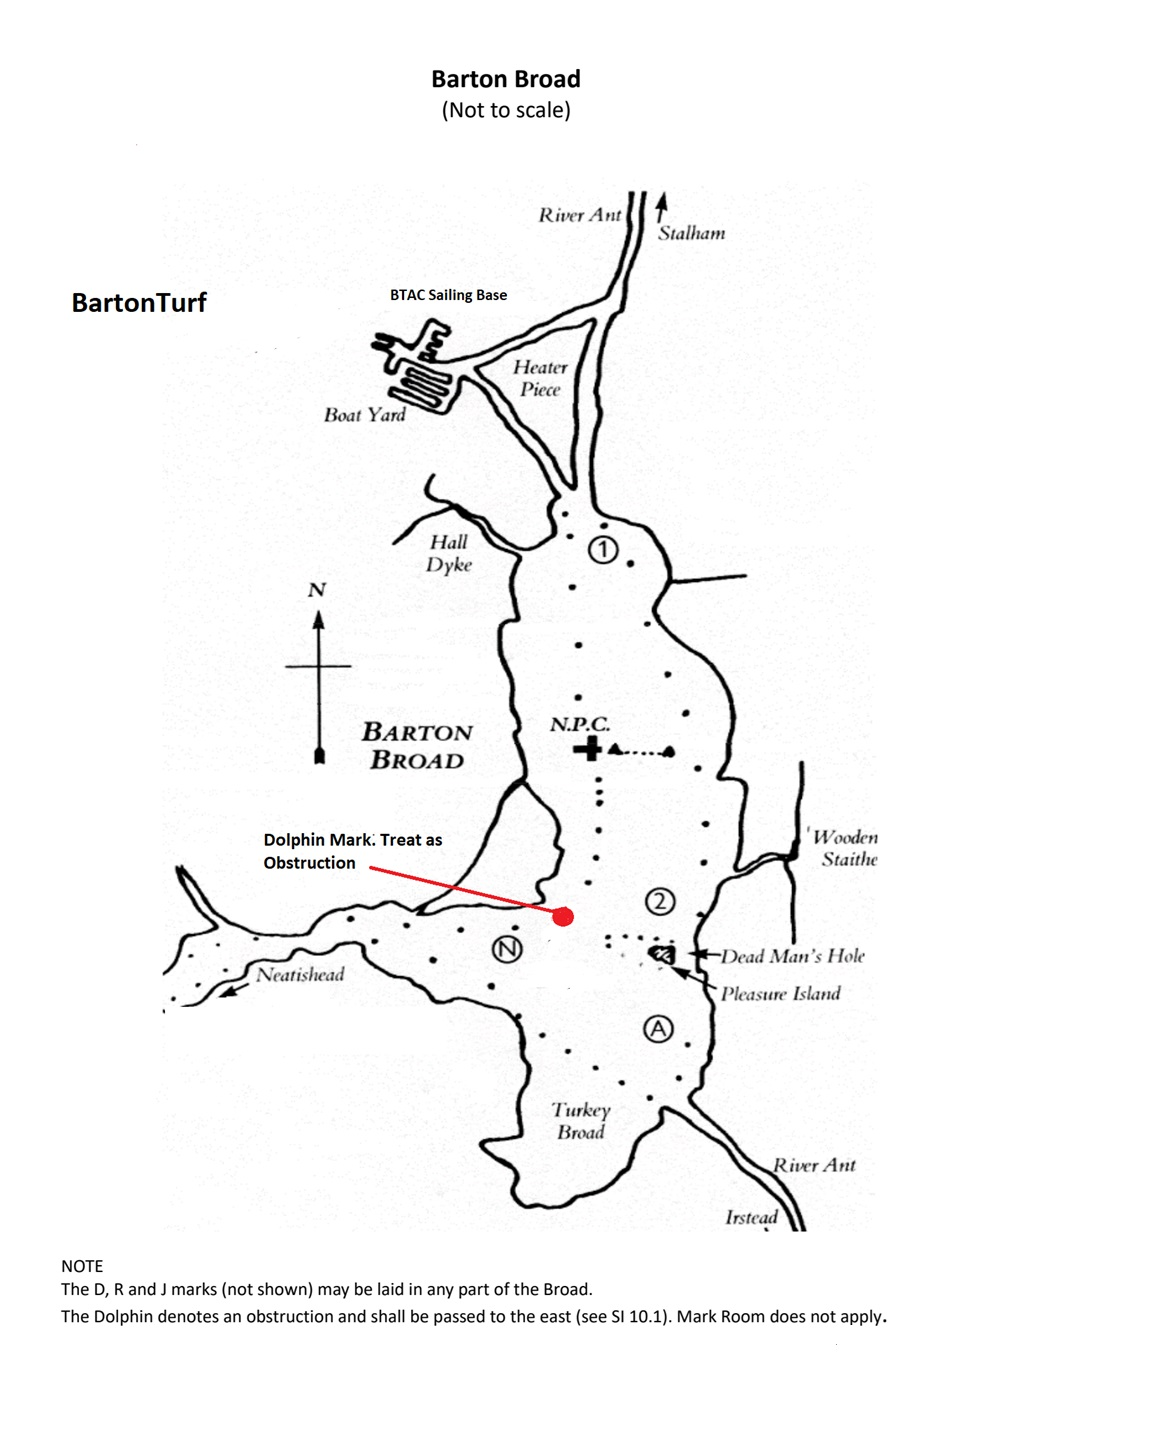 Barton Broad
(Not to scale)
River Ant
Stalham
BTAC Sailing Base
BartonTurf
Heater
Piece
Boat Yard
Hall
Dyke
1
N
N.P.C.
BARTON
BROAD
Dolphin Mark. Treat as
Obstruction
Wooden
Staithe
2
N
Dead Man's Hole
Neatishead
Pleasure Island
A
Turkey
Broad
River Ant
Irstead
NOTE
The D, R and J marks (not shown) may be laid in any part of the Broad.
The Dolphin denotes an obstruction and shall be passed to the east (see SI 10.1). Mark Room does not apply.